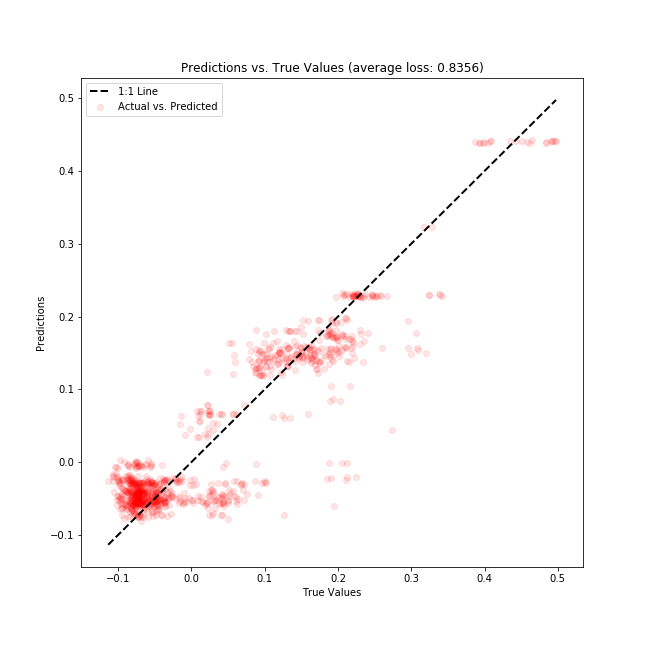 Predictions vs. True Values (average loss: 0.8356)
1:1 Line
Actual vs. Predicted
0.5
0.4
0.3
0.2
0.1
0.0
−0.1
Predictions
−0.1 0.0 0.1 0.2 0.3 0.4 0.5
True Values